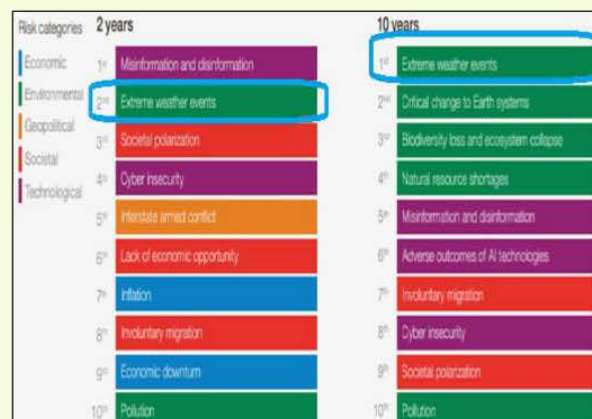 Risk categories
Economic
Environmental
Geopolitical
Societal
Technological
2 years
1st Misinformation and disinformation
2nd Extreme weather events
3rd Societal polarization
4th Cyber insecurity
5th Interstate armed conflict
6th Lack of economic opportunity
7th Inflation
8th Involuntary migration
9th Economic downturn
10th Pollution
10 years
1st Extreme weather events
2nd Critical change to Earth systems
3rd Biodiversity loss and ecosystem collapse
4th Natural resource shortages
5th Misinformation and disinformation
6th Adverse outcomes of AI technologies
7th Involuntary migration
8th Cyber insecurity
9th Societal polarization
10th Pollution